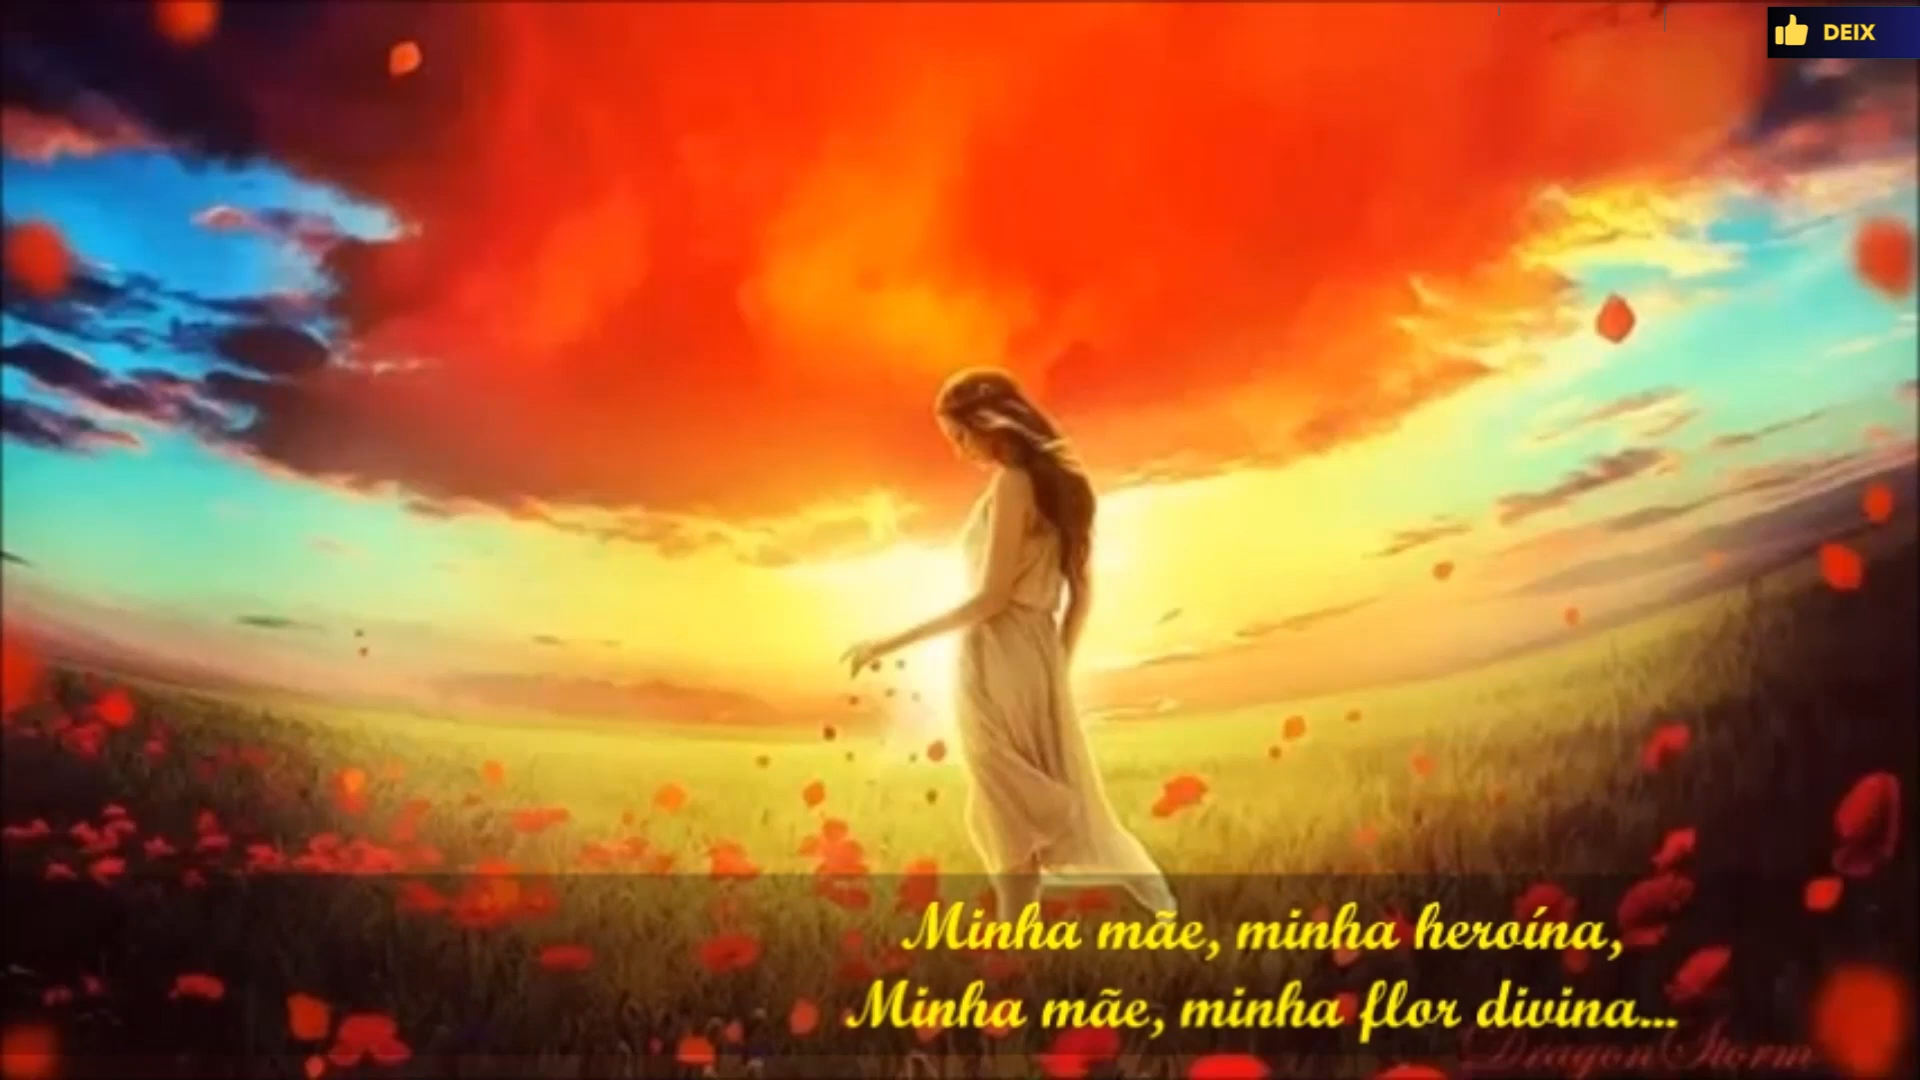 DEIX
Minha mãe, minha heroína,
Minha mãe, minha flor divina...
DragonStorm